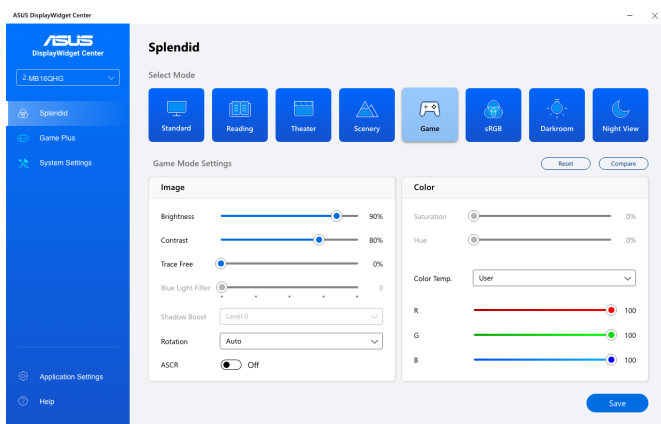 ASUS DisplayWidget Center
ASUS
DisplayWidget Center
2.MB16QHG
Splendid
Game Plus
System Settings
Application Settings
Help
Splendid
Select Mode
Standard
Reading
Theater
Scenery
Game
sRGB
Darkroom
Night View
Game Mode Settings
Reset
Compare
Image
Brightness 90%
Contrast 80%
Trace Free 0%
Blue Light Filter 0
Shadow Boost Level 0
Rotation Auto
ASCR Off
Color
Saturation 0%
Hue 0%
Color Temp. User
R 100
G 100
B 100
Save